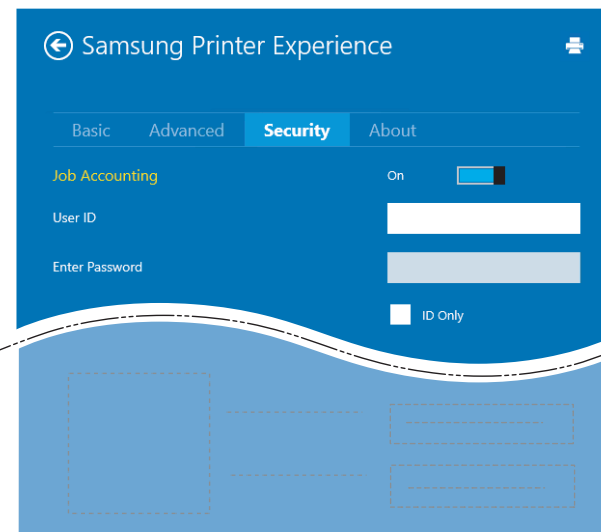 Samsung Printer Experience
Basic Advanced Security About
Job Accounting On
User ID
Enter Password
ID Only